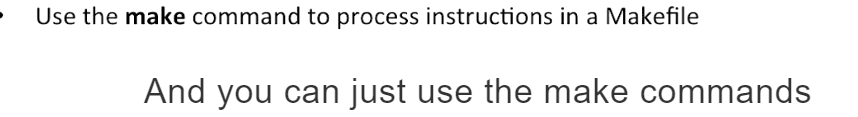 • Use the make command to process instructions in a Makefile
And you can just use the make commands